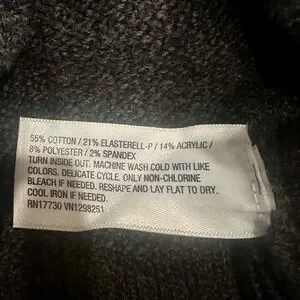 55% COTTON / 21% ELASTERELL-P / 14% ACRYLIC /
8% POLYESTER / 2% SPANDEX
TURN INSIDE OUT: MACHINE WASH COLD WITH LIKE
COLORS. DELICATE CYCLE. ONLY NON-CHLORINE
BLEACH IF NEEDED. RESHAPE AND LAY FLAT TO DRY.
COOL IRON IF NEEDED.
RN17730 VN1298251